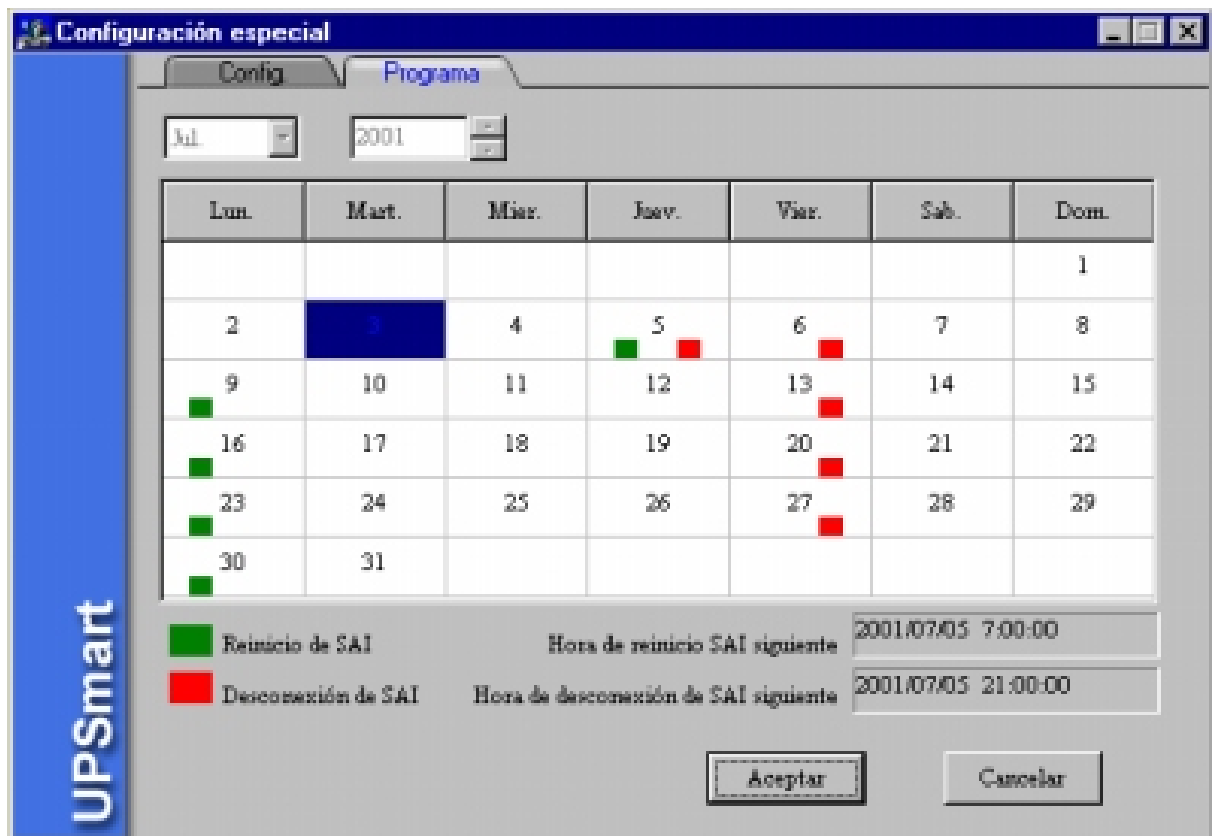 Configuración especial
Config. Programa
Jul. 2001
Lun. Mart. Mier. Juev. Vier. Sab. Dom.
1
2 3 4 5 6 7 8
9 10 11 12 13 14 15
16 17 18 19 20 21 22
23 24 25 26 27 28 29
30 31
Reinicio de SAI Hora de reinicio SAI siguiente 2001/07/05 7:00:00
Desconexión de SAI Hora de desconexión de SAI siguiente 2001/07/05 21:00:00
Aceptar Cancelar
UPSmart